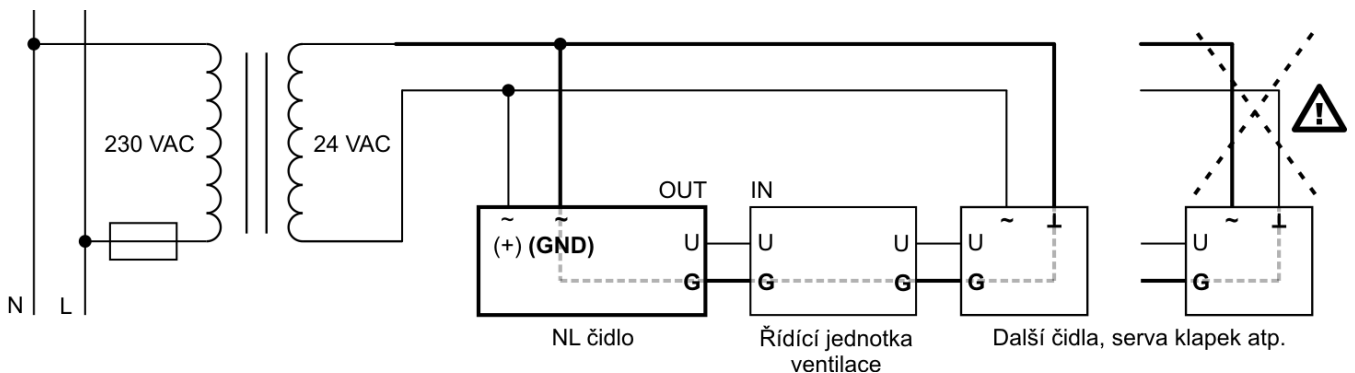 230 VAC
24 VAC
N
L
OUT
IN
~
~
(+) (GND)
U
G
U
G
U
G
~
⊥
U
G
~
⊥
U
G
!
NL čidlo
Řídící jednotka
ventilace
Další čidla, serva klapek atp.